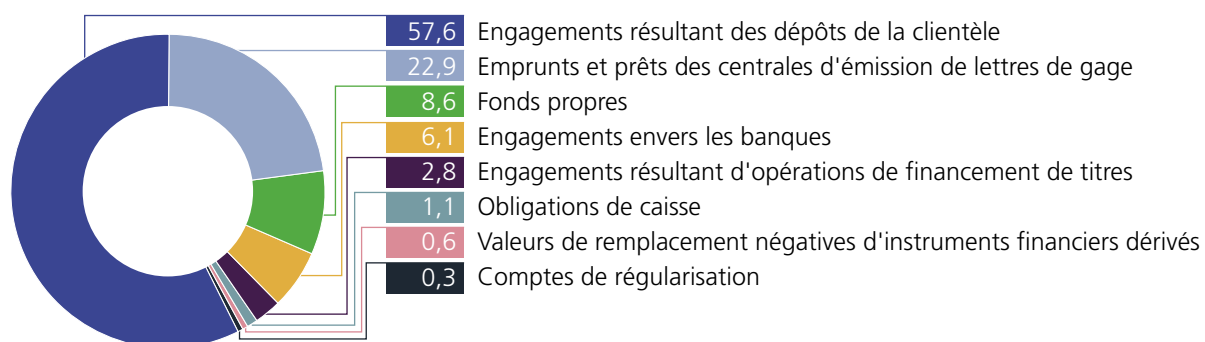 57,6 Engagements résultant des dépôts de la clientèle
22,9 Emprunts et prêts des centrales d'émission de lettres de gage
8,6 Fonds propres
6,1 Engagements envers les banques
2,8 Engagements résultant d'opérations de financement de titres
1,1 Obligations de caisse
0,6 Valeurs de remplacement négatives d'instruments financiers dérivés
0,3 Comptes de régularisation